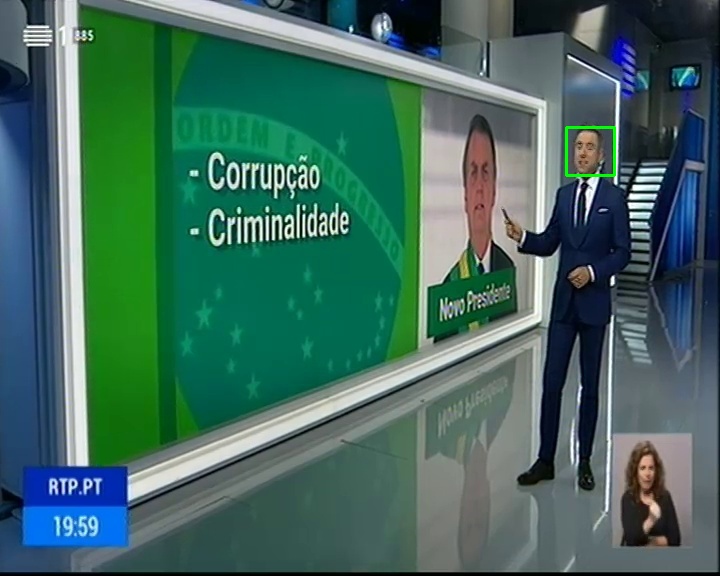 1
885
ORDEM E PROGRESSO
- Corrupção
- Criminalidade
Novo Presidente
RTP.PT
19:59